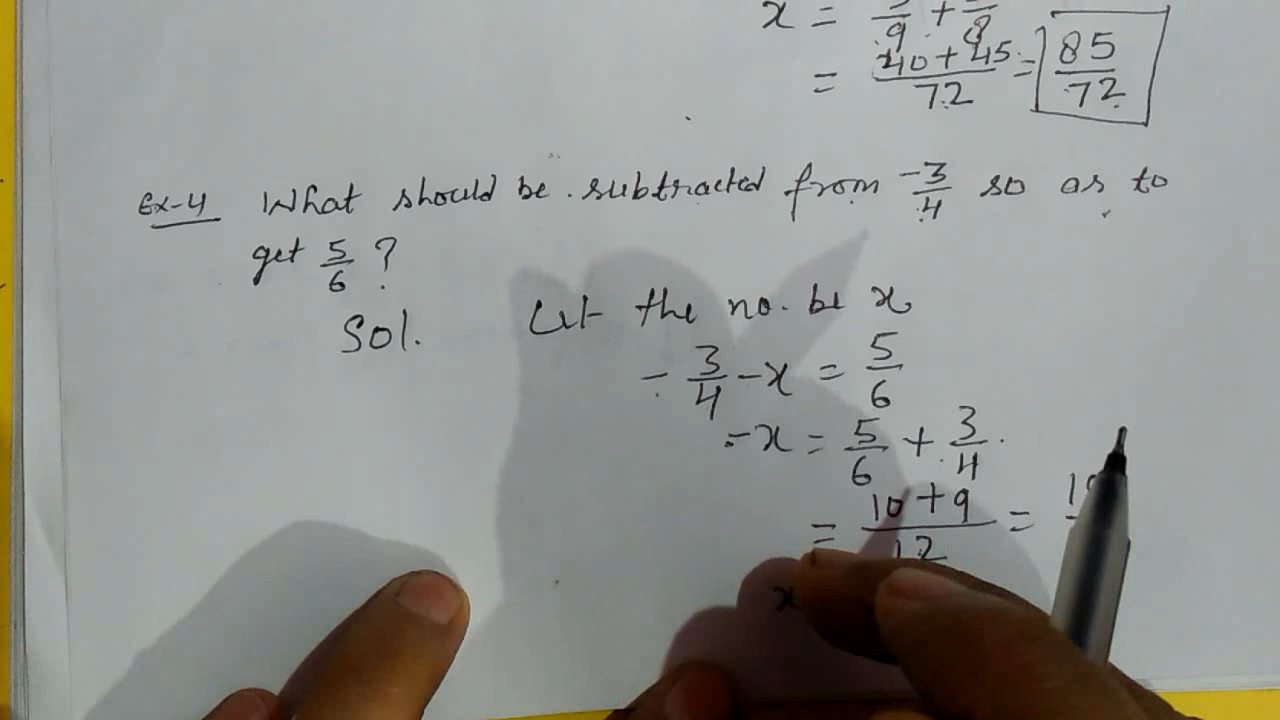 x = 5/9 + 5/8
= (40 + 45)/72 = 85/72
Ex-4 What should be subtracted from -3/4 so as to
get 5/6 ?
Sol. Let the no. be x
- 3/4 - x = 5/6
- x = 5/6 + 3/4
= (10 + 9)/12 =
x